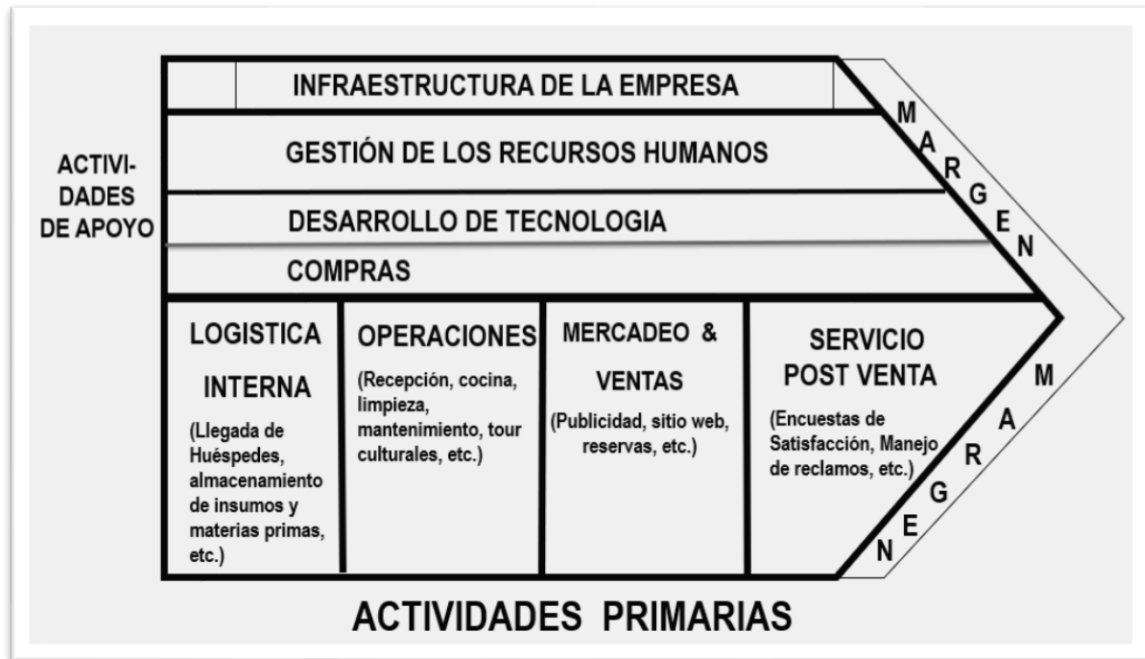 INFRAESTRUCTURA DE LA EMPRESA
GESTIÓN DE LOS RECURSOS HUMANOS
DESARROLLO DE TECNOLOGIA
COMPRAS
ACTIVI-
DADES
DE APOYO
MARGEN
LOGISTICA
INTERNA
(Llegada de
Huéspedes,
almacenamiento
de insumos y
materias primas,
etc.)
OPERACIONES
(Recepción, cocina,
limpieza,
mantenimiento, tour
culturales, etc.)
MERCADEO &
VENTAS
(Publicidad, sitio web,
reservas, etc.)
SERVICIO
POST VENTA
(Encuestas de
Satisfacción, Manejo
de reclamos, etc.)
MARGEN
ACTIVIDADES PRIMARIAS